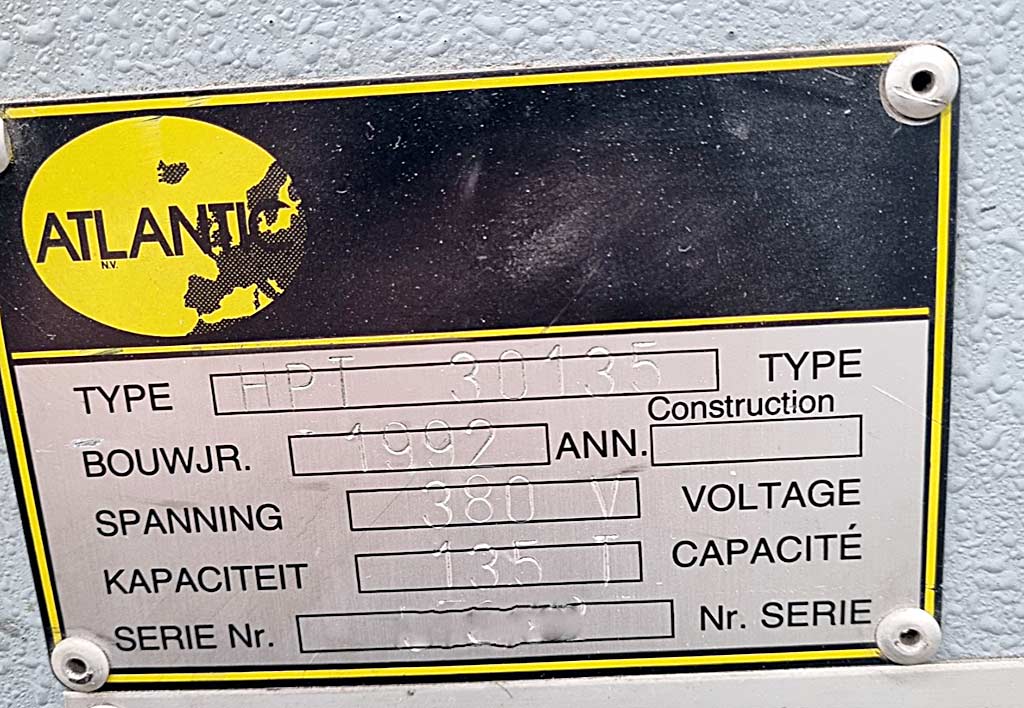 ATLANTIC
N.V.
TYPE HPT 30135 TYPE
Construction
BOUWJR. 1992 ANN.
SPANNING 380 V VOLTAGE
KAPACITEIT 135 T CAPACITÉ
SERIE Nr. Nr. SERIE